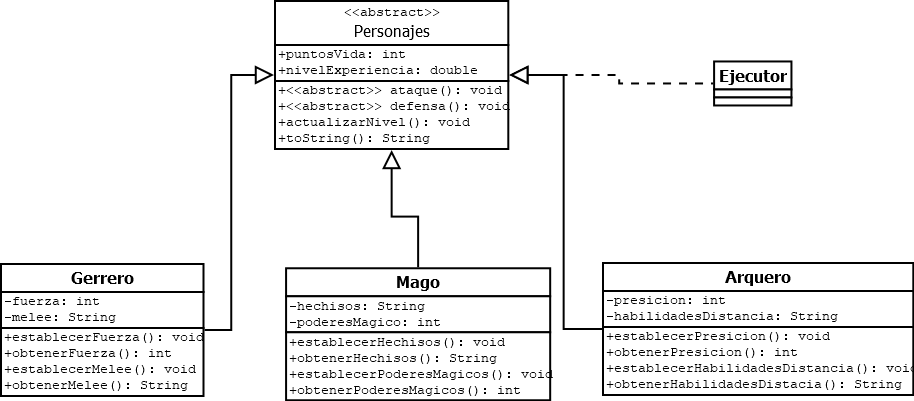 <<abstract>>
Personajes
+puntosVida: int
+nivelExperiencia: double
+<<abstract>> ataque(): void
+<<abstract>> defensa(): void
+actualizarNivel(): void
+toString(): String
Ejecutor
Gerrero
-fuerza: int
-melee: String
+establecerFuerza(): void
+obtenerFuerza(): int
+establecerMelee(): void
+obtenerMelee(): String
Mago
-hechisos: String
-poderesMagico: int
+establecerHechisos(): void
+obtenerHechisos(): String
+establecerPoderesMagicos(): void
+obtenerPoderesMagicos(): int
Arquero
-presicion: int
-habilidadesDistancia: String
+establecerPresicion(): void
+obtenerPresicion(): int
+establecerHabilidadesDistancia(): void
+obtenerHabilidadesDistacia(): String